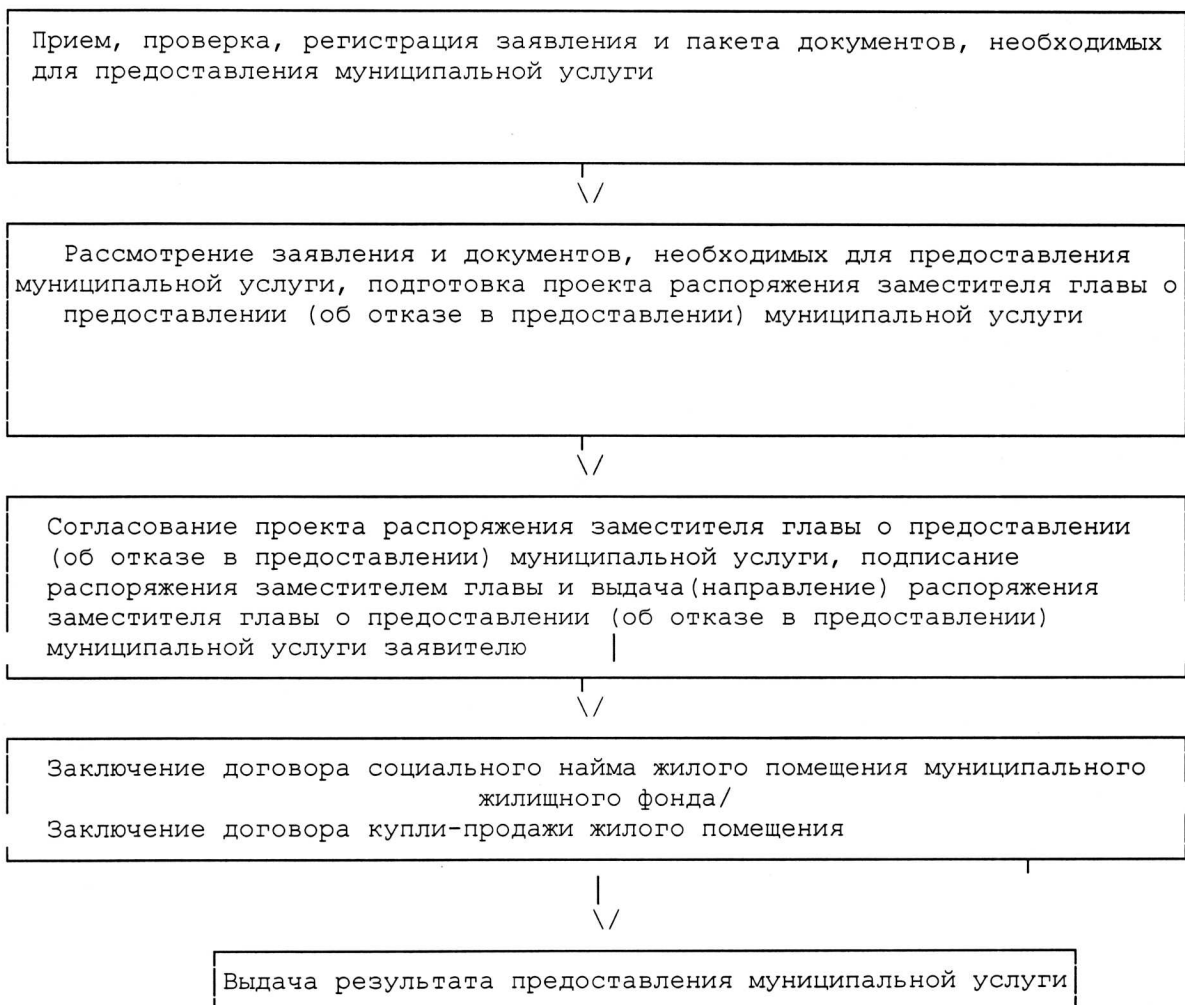 Прием, проверка, регистрация заявления и пакета документов, необходимых
для предоставления муниципальной услуги
Рассмотрение заявления и документов, необходимых для предоставления
муниципальной услуги, подготовка проекта распоряжения заместителя главы о
предоставлении (об отказе в предоставлении) муниципальной услуги
Согласование проекта распоряжения заместителя главы о предоставлении
(об отказе в предоставлении) муниципальной услуги, подписание
распоряжения заместителем главы и выдача(направление) распоряжения
заместителя главы о предоставлении (об отказе в предоставлении)
муниципальной услуги заявителю
Заключение договора социального найма жилого помещения муниципального
жилищного фонда/
Заключение договора купли-продажи жилого помещения
Выдача результата предоставления муниципальной услуги